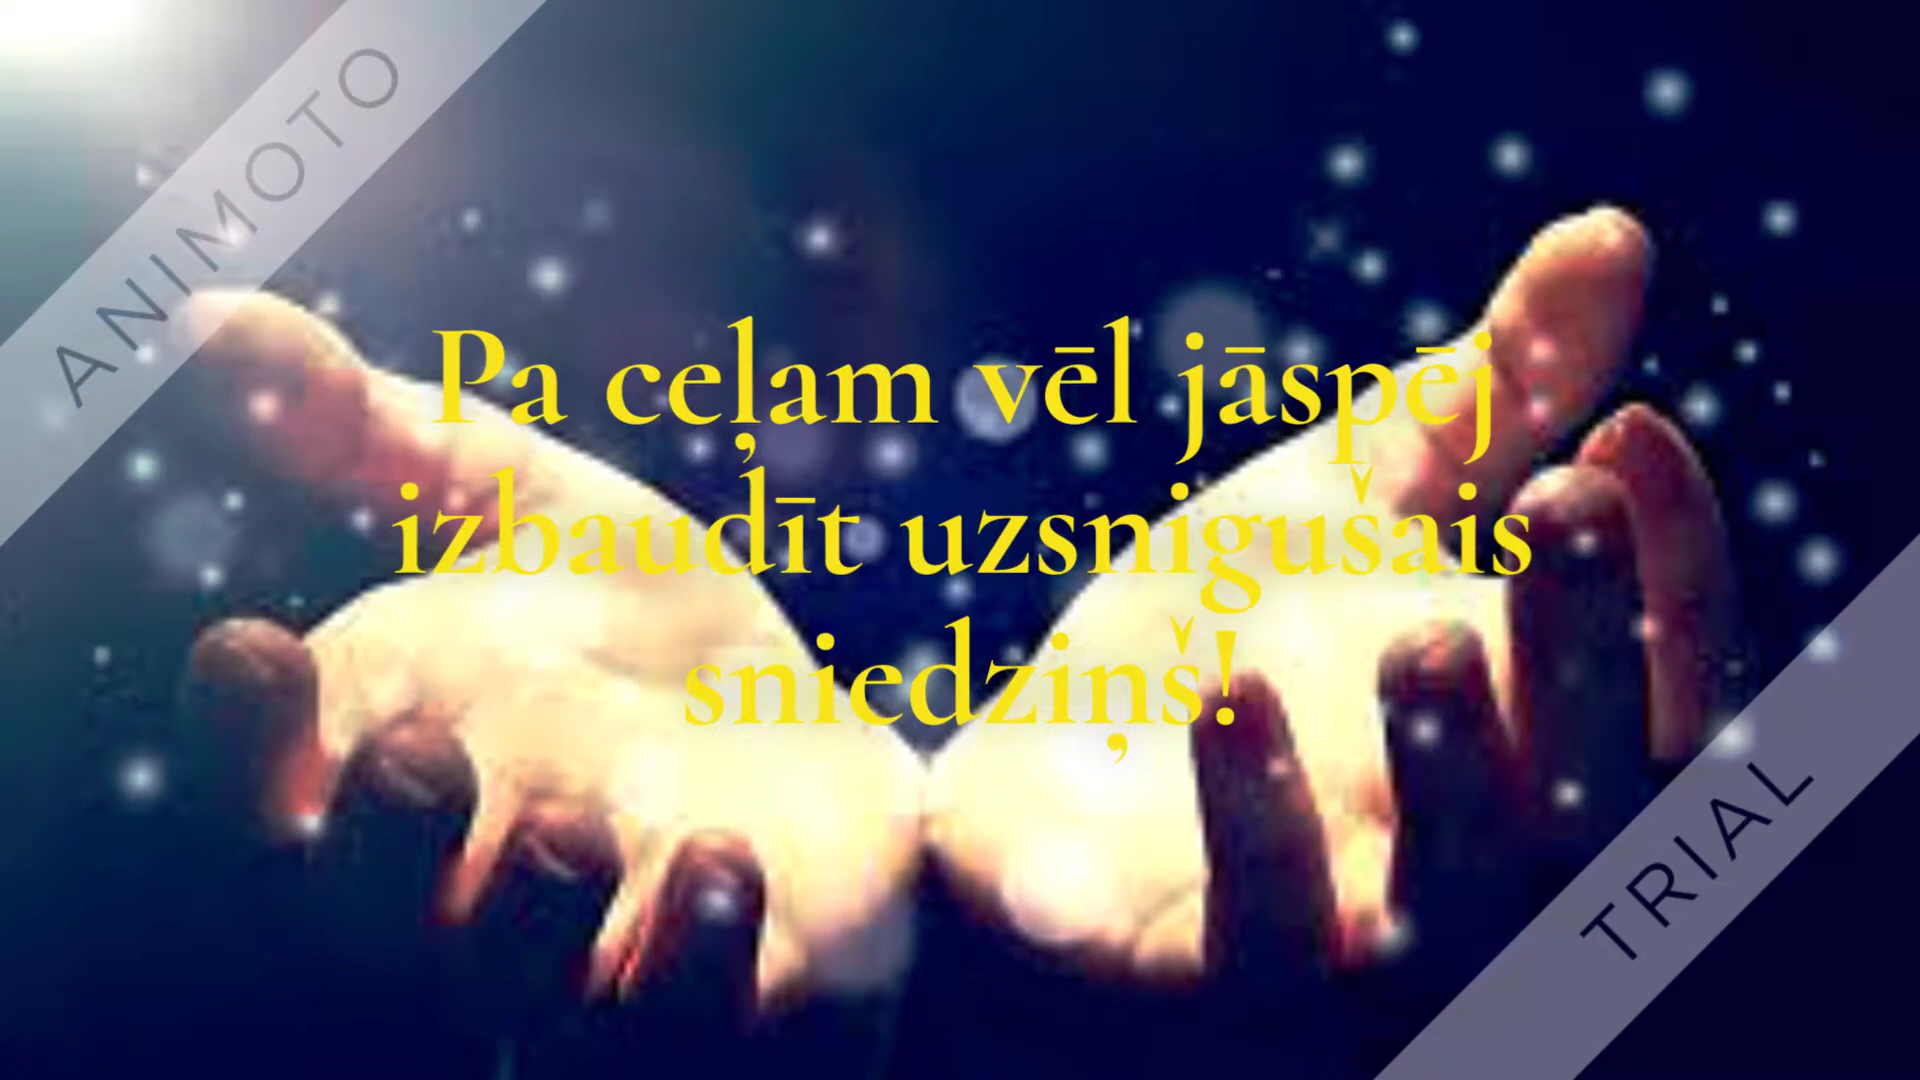 ANIMOTO
Pa ceļam vēl jāspēj
izbaudīt uzsnigušais
sniedziņš!
TRIAL